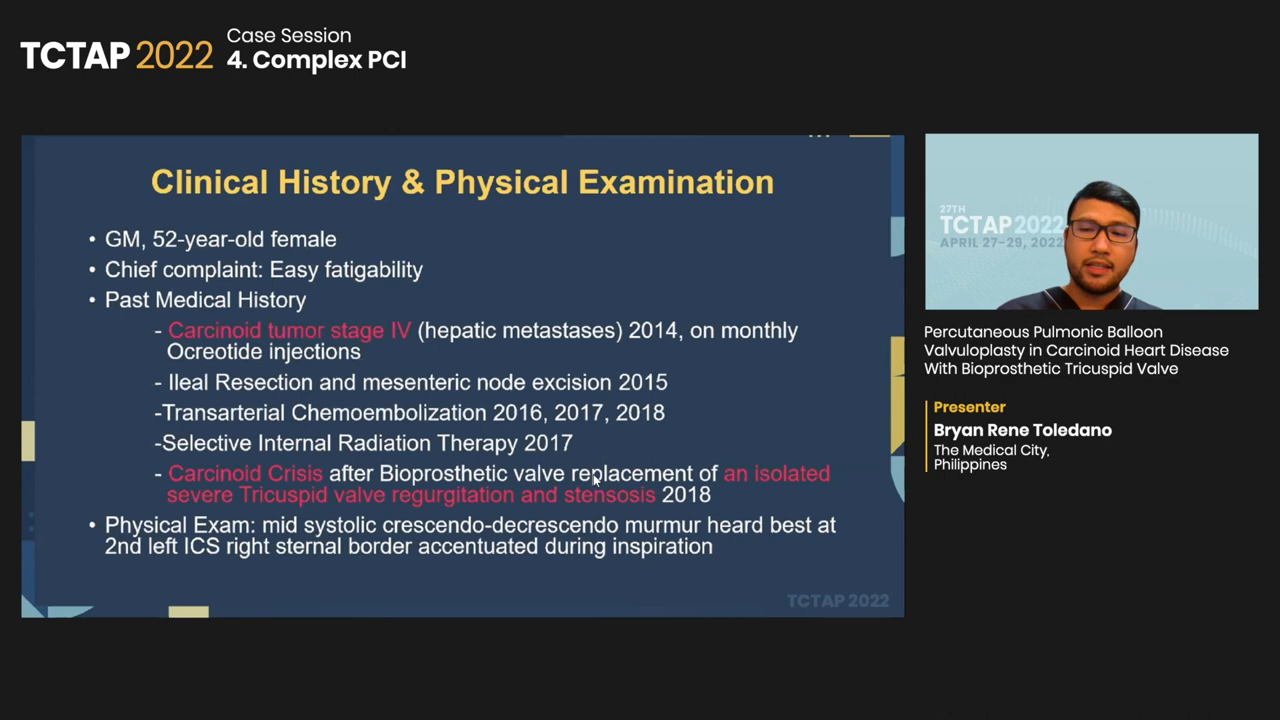 TCTAP 2022
Case Session
4. Complex PCI
Clinical History & Physical Examination
• GM, 52-year-old female
• Chief complaint: Easy fatigability
• Past Medical History
- Carcinoid tumor stage IV (hepatic metastases) 2014, on monthly
Ocreotide injections
- Ileal Resection and mesenteric node excision 2015
-Transarterial Chemoembolization 2016, 2017, 2018
-Selective Internal Radiation Therapy 2017
- Carcinoid Crisis after Bioprosthetic valve replacement of an isolated
severe Tricuspid valve regurgitation and stensosis 2018
• Physical Exam: mid systolic crescendo-decrescendo murmur heard best at
2nd left ICS right sternal border accentuated during inspiration
TCTAP 2022
27TH
TCTAP 2022
APRIL 27-29, 2022
Percutaneous Pulmonic Balloon
Valvuloplasty in Carcinoid Heart Disease
With Bioprosthetic Tricuspid Valve
Presenter
Bryan Rene Toledano
The Medical City,
Philippines